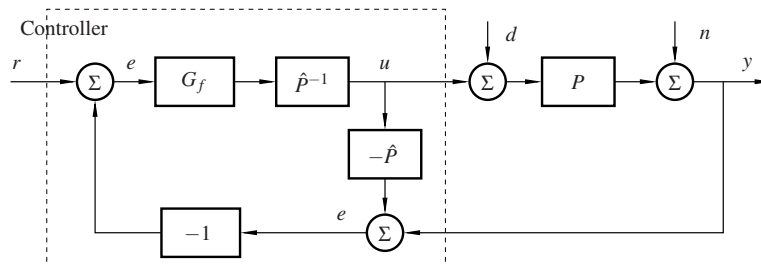 Controller
d
n
r
Σ
e
G_f
P̂⁻¹
u
Σ
P
Σ
y
−P̂
e
−1
Σ